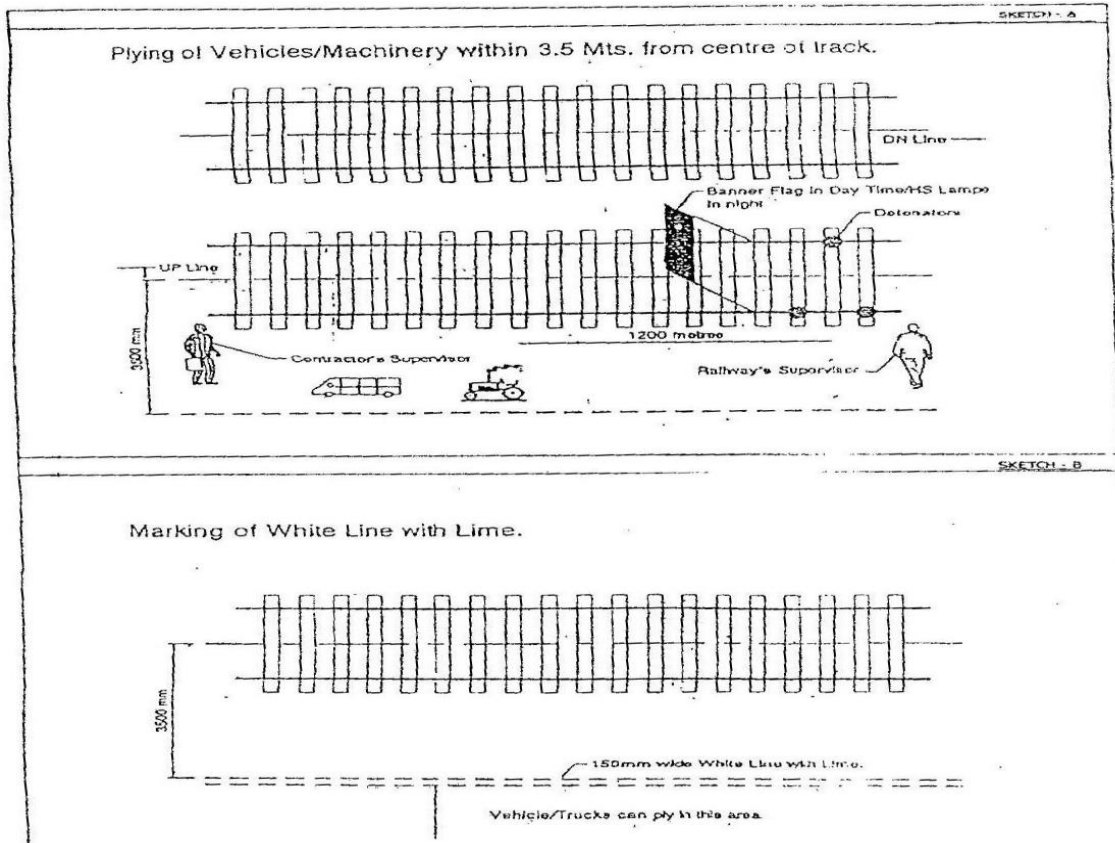 SKETCH - A
Plying of Vehicles/Machinery within 3.5 Mts. from centre of track.
DN Line
Banner Flag In Day Time/HS Lamps
In night
Detonators
UP Line
3500 mm
1200 metres
Contractor's Supervisor
Railway's Supervisor
SKETCH - B
Marking of White Line with Lime.
3500 mm
150mm wide White Line with Lime.
Vehicle/Trucks can ply in this area